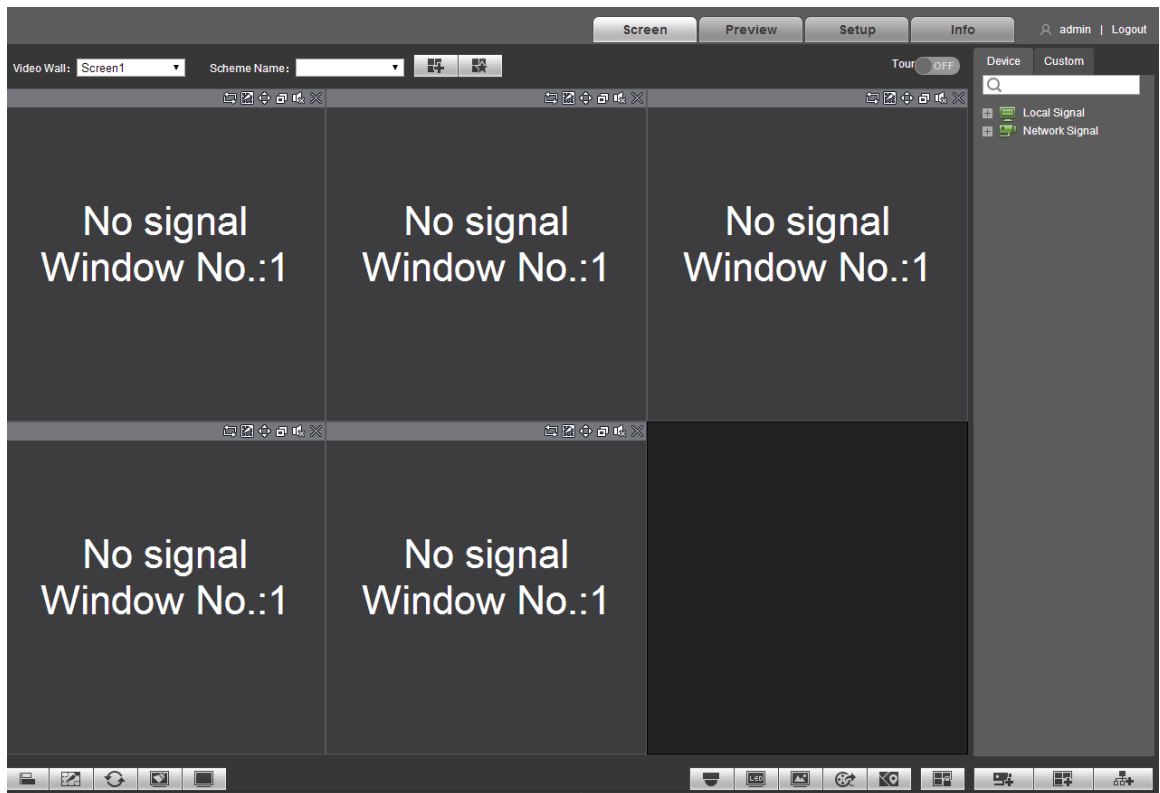 Screen Preview Setup Info admin | Logout
Video Wall: Screen1 Scheme Name: Tour OFF Device Custom
Local Signal
Network Signal
No signal
Window No.:1
No signal
Window No.:1
No signal
Window No.:1
No signal
Window No.:1
No signal
Window No.:1
LED